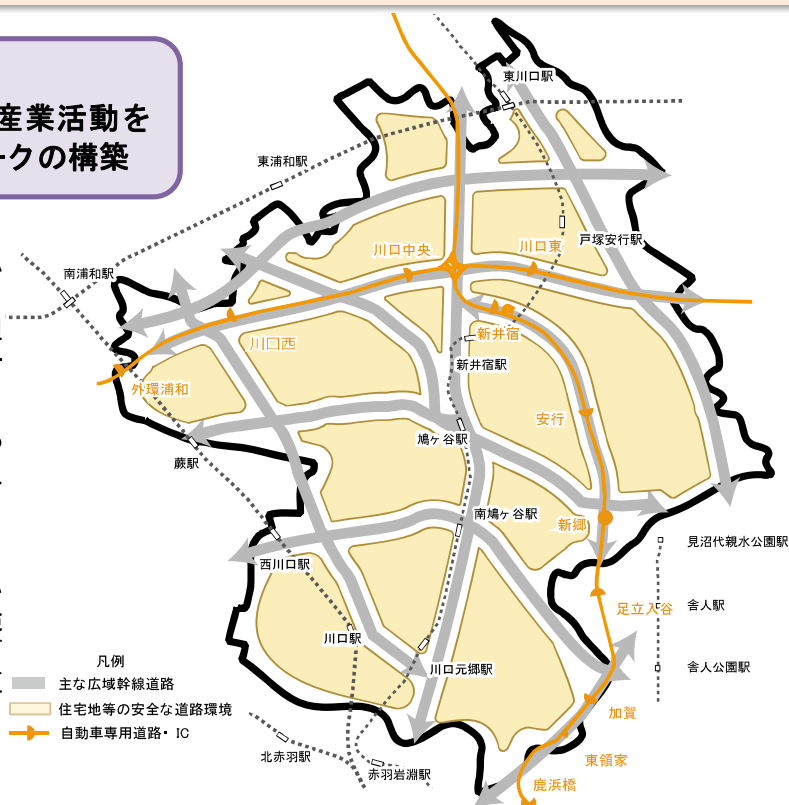 産業活動を
ークの構築
東川口駅
東浦和駅
戸塚安行駅
川口中央
川口東
南浦和駅
新井宿
川口西
新井宿駅
外環浦和
安行
鳩ヶ谷駅
蕨駅
南鳩ヶ谷駅
新郷
見沼代親水公園駅
西川口駅
足立入谷
舎人駅
川口駅
川口元郷駅
舎人公園駅
凡例
主な広域幹線道路
住宅地等の安全な道路環境
自動車専用道路・IC
加賀
北赤羽駅
赤羽岩淵駅
東領家
鹿浜橋